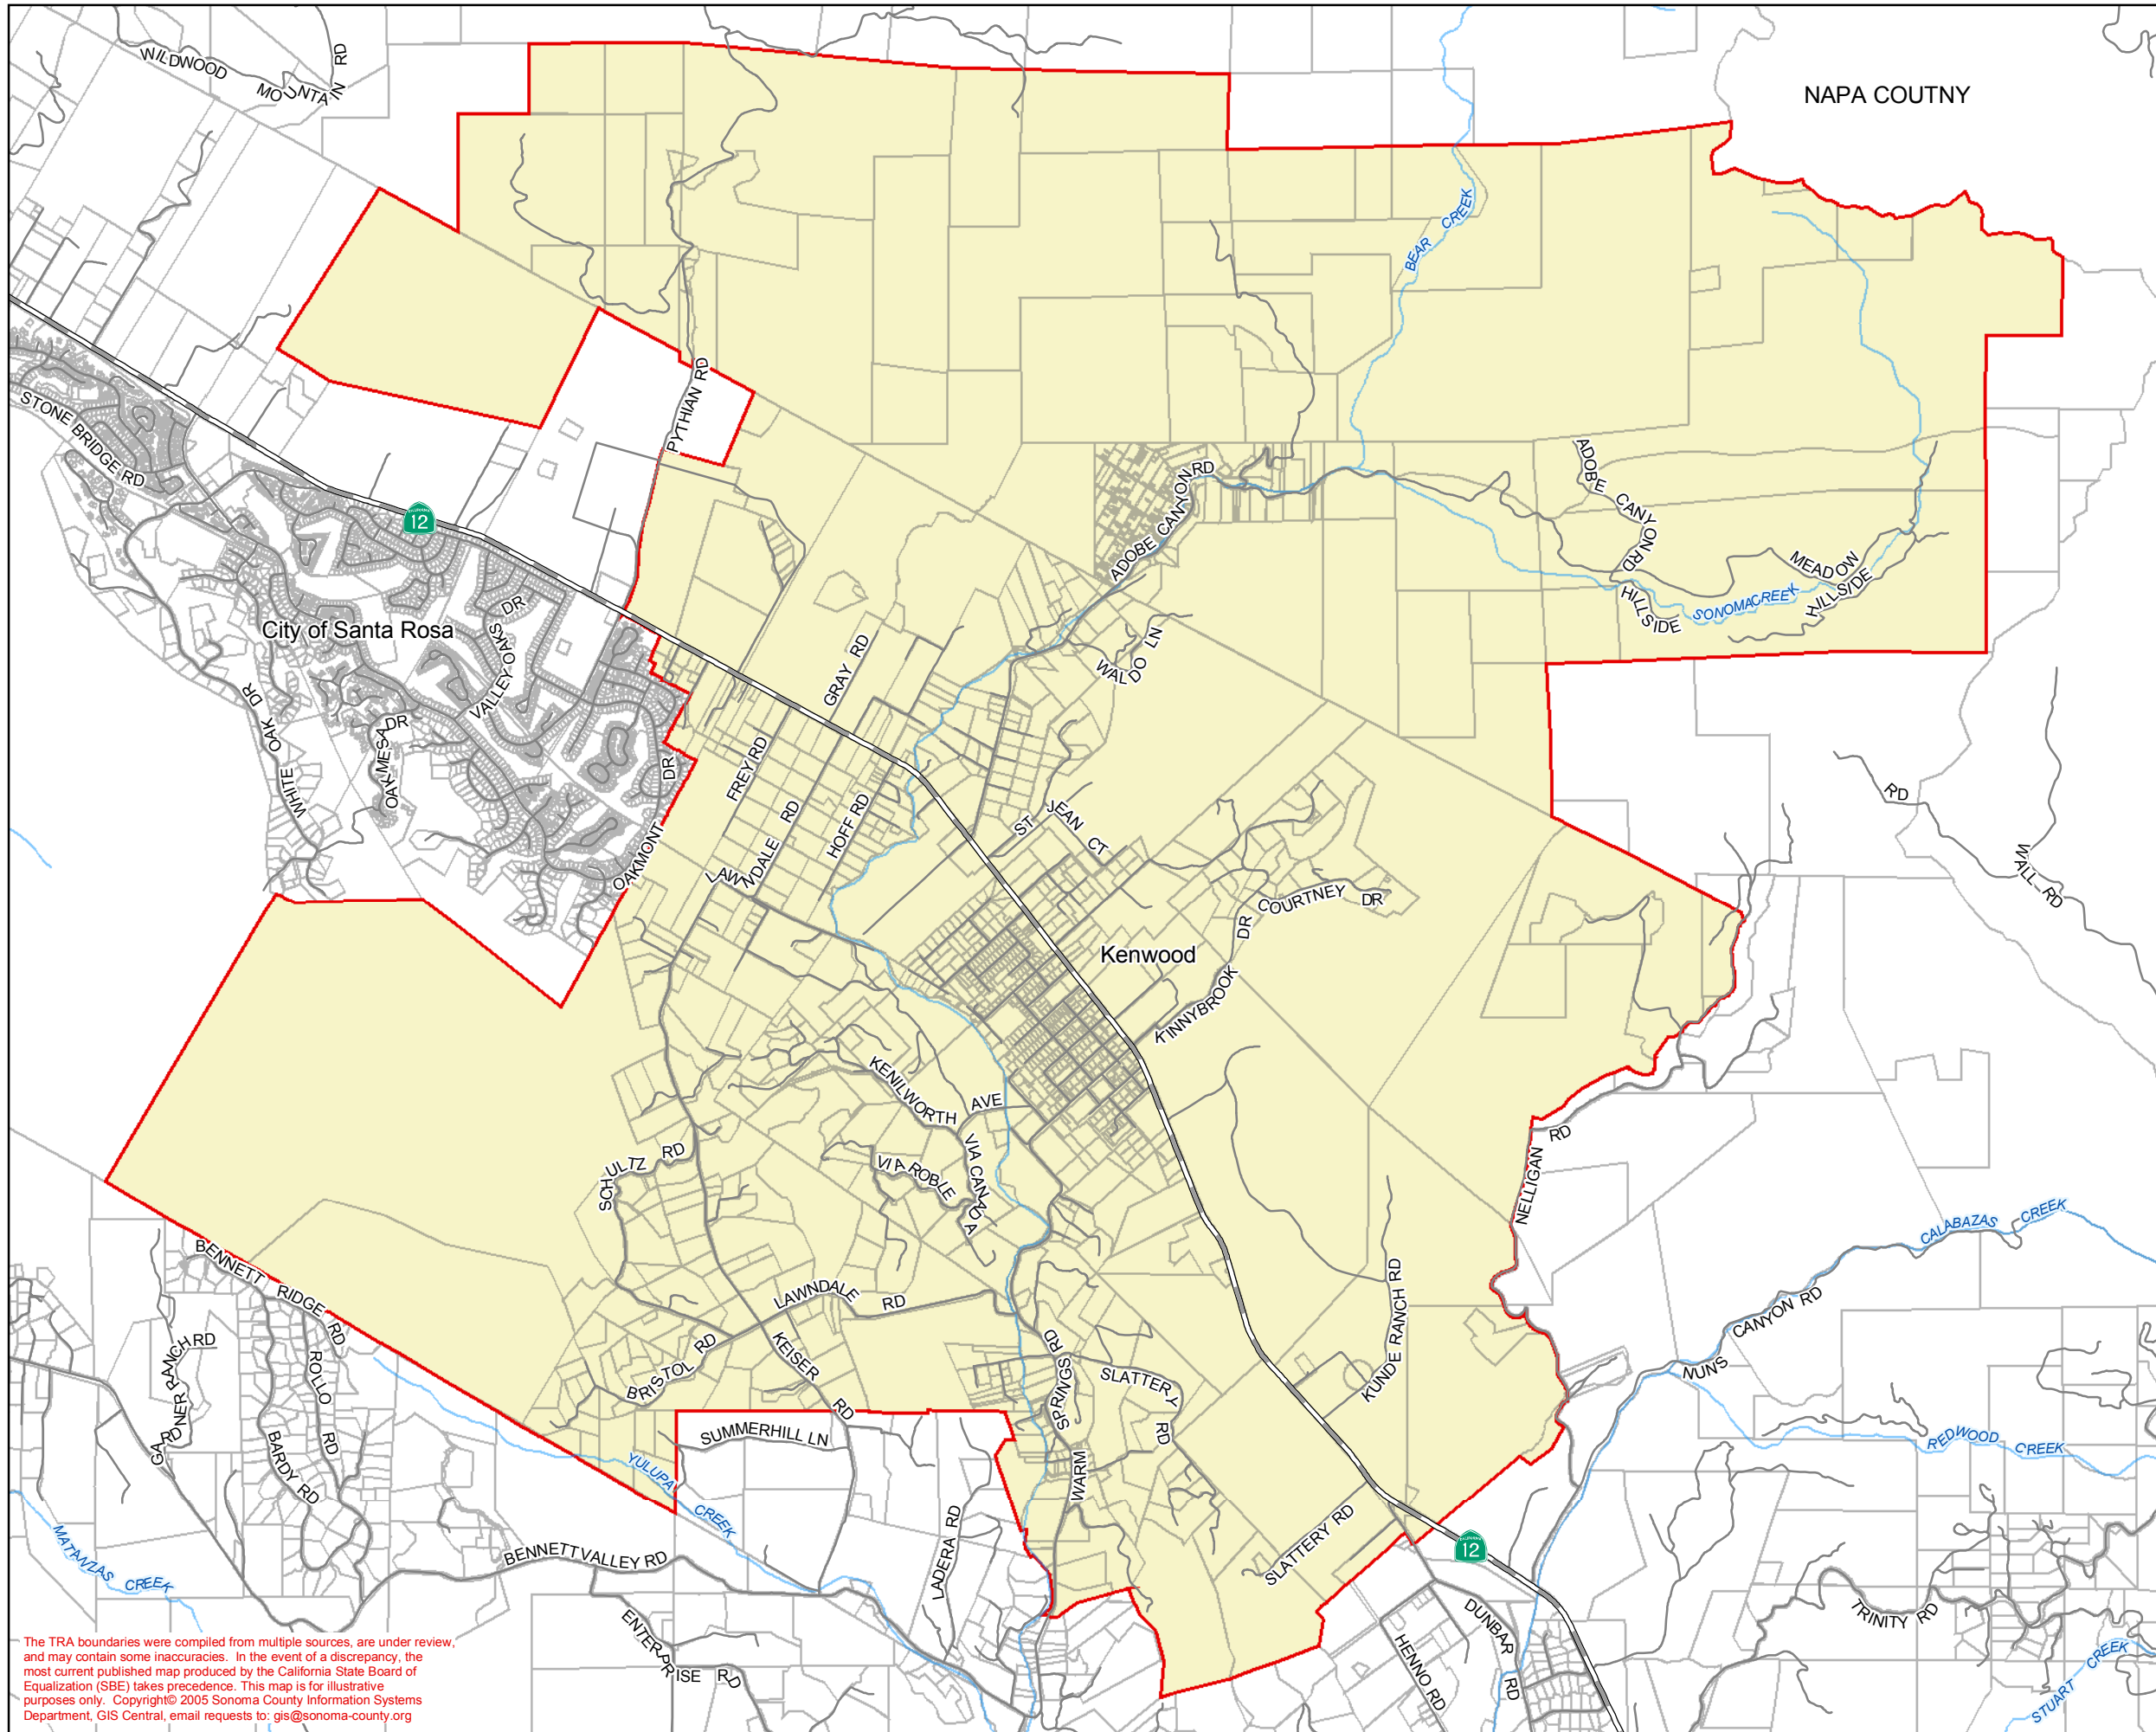 WILDWOOD
MOUNTAIN RD
NAPA COUTNY
BEAR CREEK
PYTHIAN RD
STONE BRIDGE RD
12
ADOBE CANYON RD
ADOBE CANYON RD
MEADOW
HILLSIDE
HILLSIDE
SONOMA CREEK
City of Santa Rosa
VALLEY OAKS DR
WHITE OAK DR
OAK MESA DR
OAKMONT DR
GRAY RD
WALDO LN
FREY RD
LAWNDALE RD
HOFF RD
ST JEAN CT
COURTNEY DR
Kenwood
KINNYBROOK DR
WALL RD
RD
KENILWORTH AVE
VIA CANADA
VIA ROBLE
SCHULTZ RD
NELLIGAN RD
CALABAZAS CREEK
BENNETT RIDGE RD
LAWNDALE RD
KUNDE RANCH RD
NUNS CANYON RD
GARDNER RANCH RD
ROLLO RD
BRISTOL RD
KEISER RD
WARM SPRINGS RD
SLATTERY RD
BARDY RD
SUMMERHILL LN
REDWOOD CREEK
YULUPA CREEK
MATANZAS CREEK
BENNETT VALLEY RD
LADERA RD
SLATTERY RD
12
ENTERPRISE RD
HENNO RD
DUNBAR RD
TRINITY RD
STUART CREEK
The TRA boundaries were compiled from multiple sources, are under review,
and may contain some inaccuracies. In the event of a discrepancy, the
most current published map produced by the California State Board of
Equalization (SBE) takes precedence. This map is for illustrative
purposes only. Copyright© 2005 Sonoma County Information Systems
Department, GIS Central, email requests to: gis@sonoma-county.org